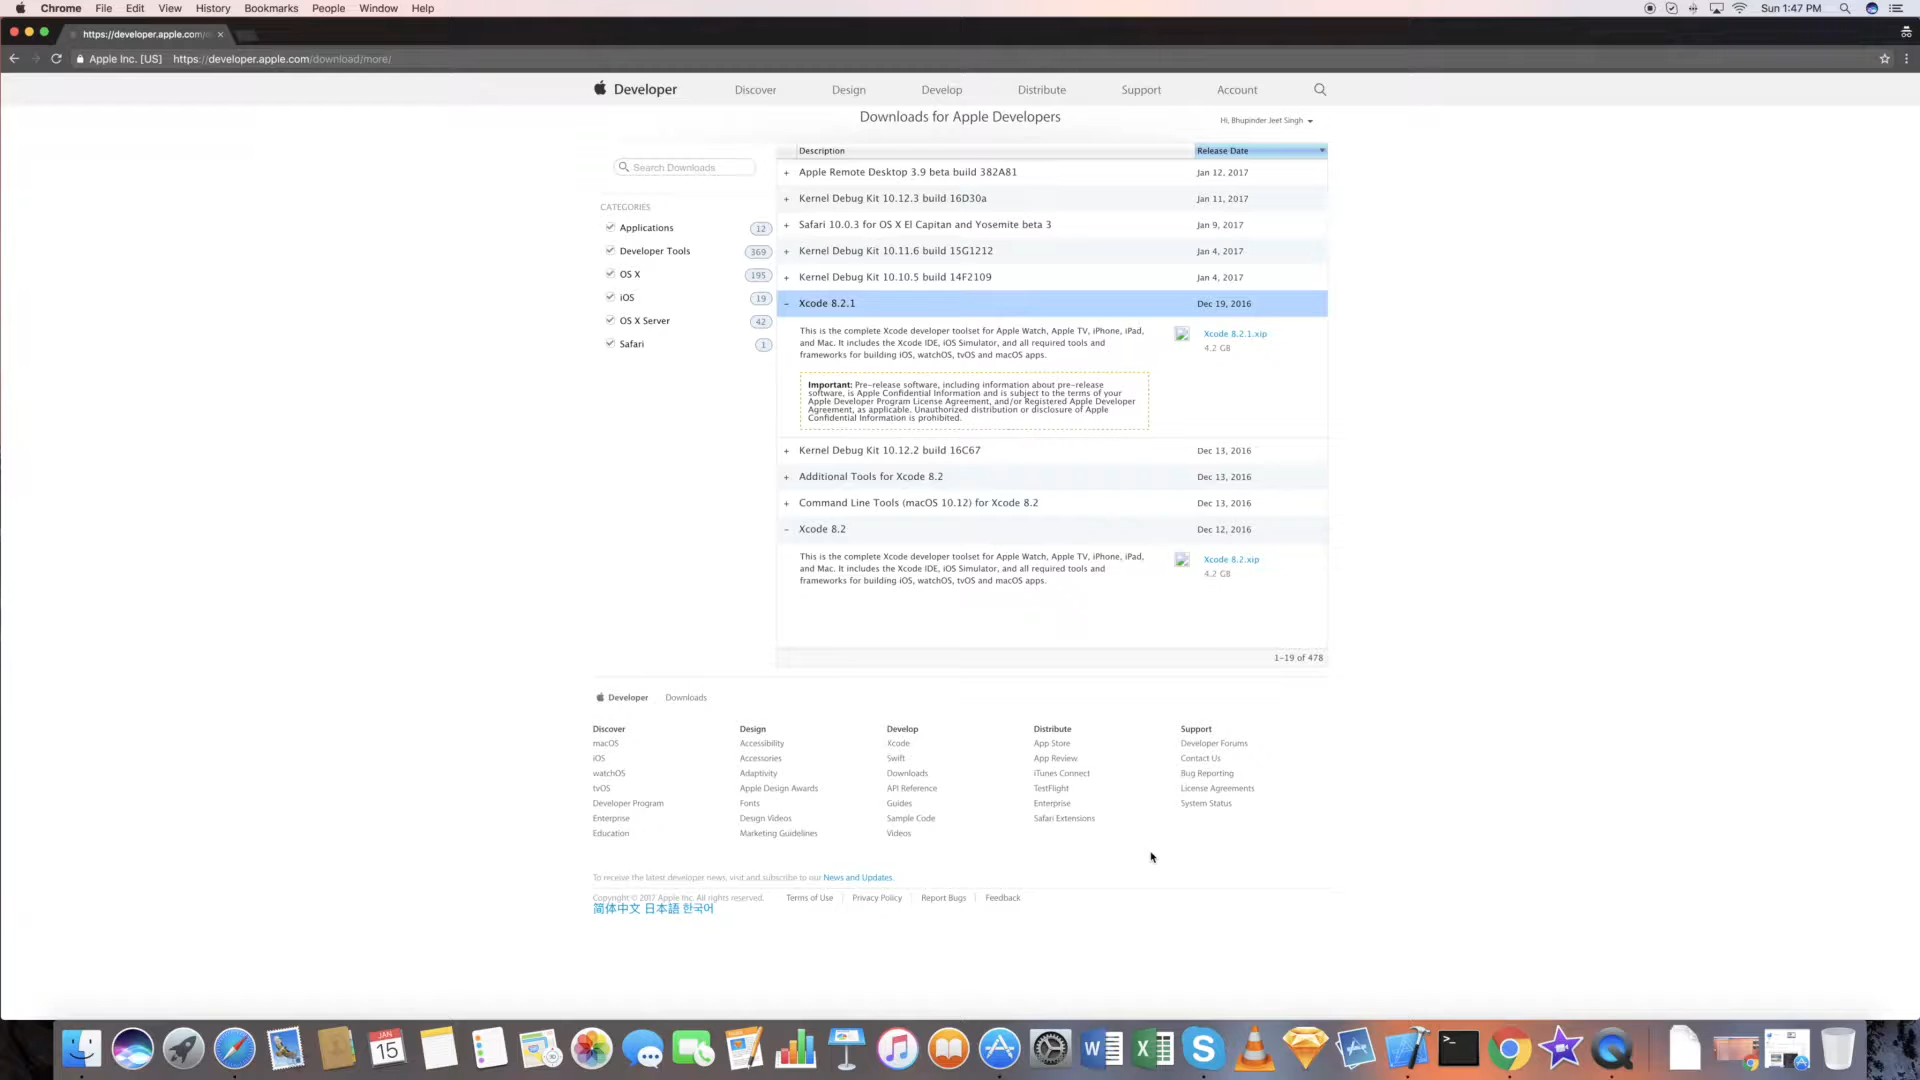 Chrome File Edit View History Bookmarks People Window Help Sun 1:47 PM
https://developer.apple.com/
Apple Inc. [US] https://developer.apple.com/download/more/
Developer Discover Design Develop Distribute Support Account
Downloads for Apple Developers
Hi, Bhupinder Jeet Singh
Search Downloads
CATEGORIES
Applications 12
Developer Tools 369
OS X 195
iOS 19
OS X Server 42
Safari 1
Description Release Date
+ Apple Remote Desktop 3.9 beta build 382A81 Jan 12, 2017
+ Kernel Debug Kit 10.12.3 build 16D30a Jan 11, 2017
+ Safari 10.0.3 for OS X El Capitan and Yosemite beta 3 Jan 9, 2017
+ Kernel Debug Kit 10.11.6 build 15G1212 Jan 4, 2017
+ Kernel Debug Kit 10.10.5 build 14F2109 Jan 4, 2017
− Xcode 8.2.1 Dec 19, 2016
This is the complete Xcode developer toolset for Apple Watch, Apple TV, iPhone, iPad,
and Mac. It includes the Xcode IDE, iOS Simulator, and all required tools and
frameworks for building iOS, watchOS, tvOS and macOS apps.
Xcode 8.2.1.xip
4.2 GB
Important: Pre-release software, including information about pre-release
software, is Apple Confidential Information and is subject to the terms of your
Apple Developer Program License Agreement, and/or Registered Apple Developer
Agreement, as applicable. Unauthorized distribution or disclosure of Apple
Confidential Information is prohibited.
+ Kernel Debug Kit 10.12.2 build 16C67 Dec 13, 2016
+ Additional Tools for Xcode 8.2 Dec 13, 2016
+ Command Line Tools (macOS 10.12) for Xcode 8.2 Dec 13, 2016
− Xcode 8.2 Dec 12, 2016
This is the complete Xcode developer toolset for Apple Watch, Apple TV, iPhone, iPad,
and Mac. It includes the Xcode IDE, iOS Simulator, and all required tools and
frameworks for building iOS, watchOS, tvOS and macOS apps.
Xcode 8.2.xip
4.2 GB
1–19 of 478
Developer Downloads
Discover
macOS
iOS
watchOS
tvOS
Developer Program
Enterprise
Education
Design
Accessibility
Accessories
Adaptivity
Apple Design Awards
Fonts
Design Videos
Marketing Guidelines
Develop
Xcode
Swift
Downloads
API Reference
Guides
Sample Code
Videos
Distribute
App Store
App Review
iTunes Connect
TestFlight
Enterprise
Safari Extensions
Support
Developer Forums
Contact Us
Bug Reporting
License Agreements
System Status
To receive the latest developer news, visit and subscribe to our News and Updates.
Copyright © 2017 Apple Inc. All rights reserved. Terms of Use Privacy Policy Report Bugs Feedback
简体中文 日本語 한국어
JAN
15